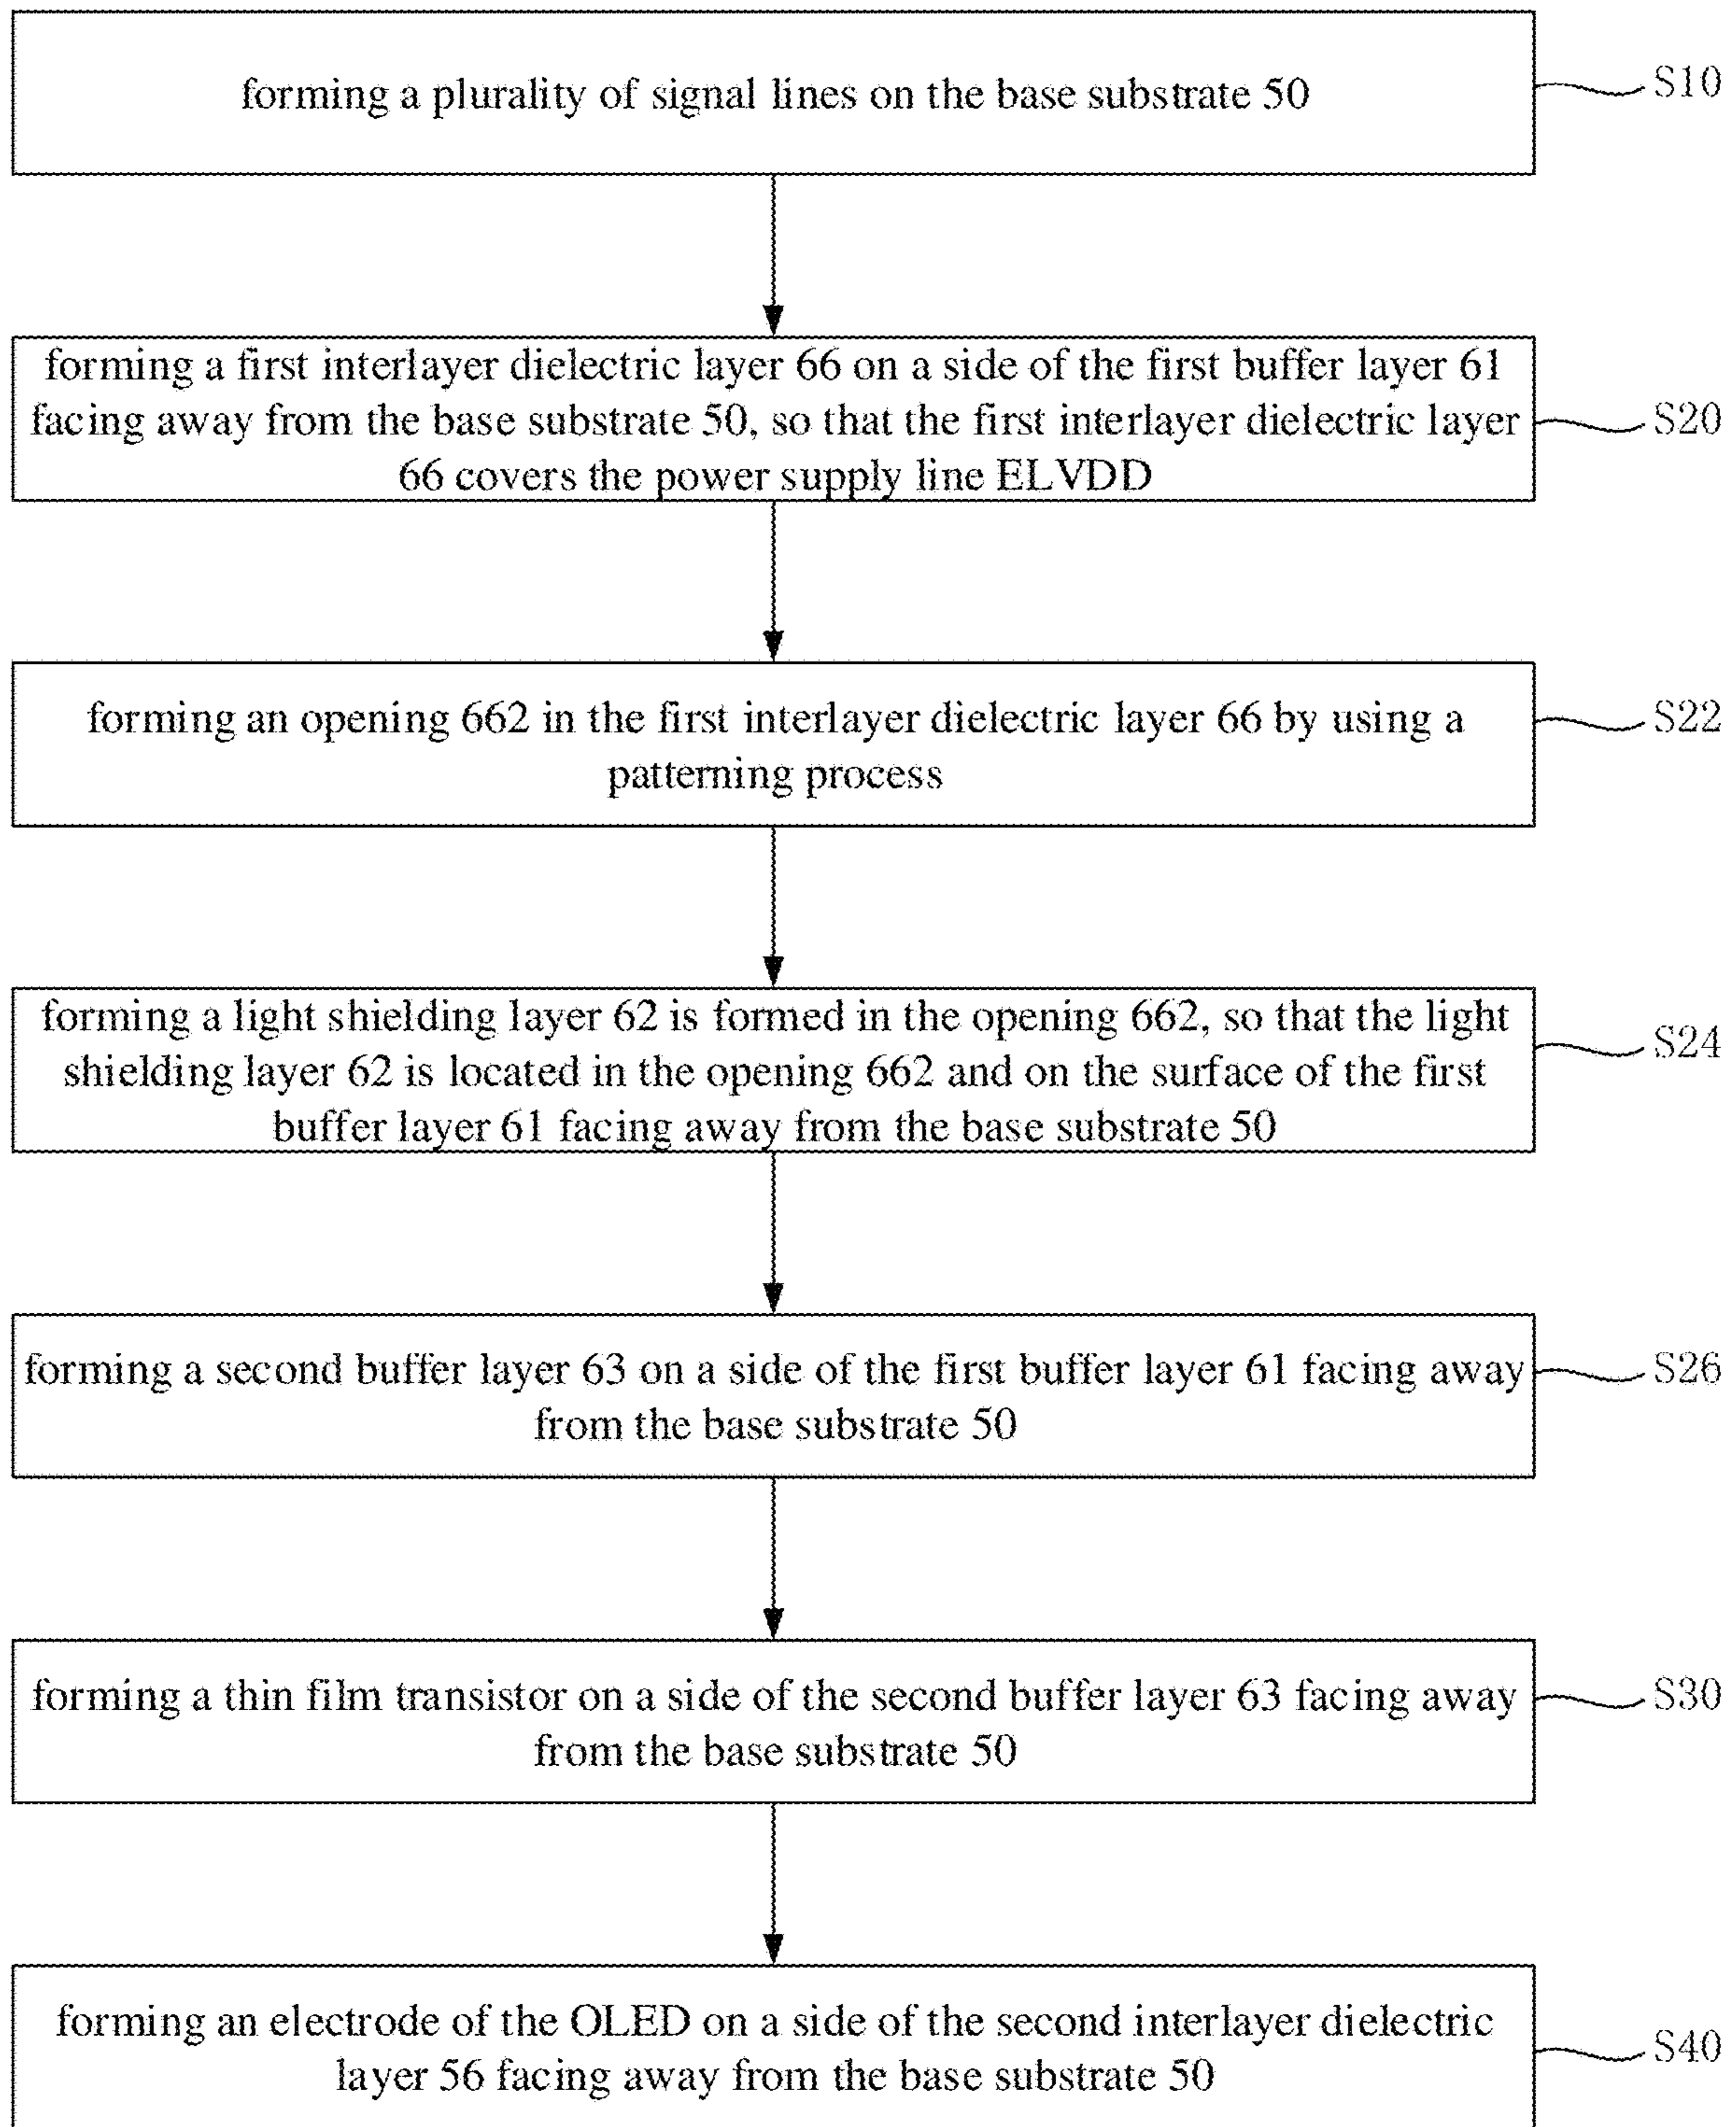 forming a plurality of signal lines on the base substrate 50
S10
forming a first interlayer dielectric layer 66 on a side of the first buffer layer 61
facing away from the base substrate 50, so that the first interlayer dielectric layer
66 covers the power supply line ELVDD
S20
forming an opening 662 in the first interlayer dielectric layer 66 by using a
patterning process
S22
forming a light shielding layer 62 is formed in the opening 662, so that the light
shielding layer 62 is located in the opening 662 and on the surface of the first
buffer layer 61 facing away from the base substrate 50
S24
forming a second buffer layer 63 on a side of the first buffer layer 61 facing away
from the base substrate 50
S26
forming a thin film transistor on a side of the second buffer layer 63 facing away
from the base substrate 50
S30
forming an electrode of the OLED on a side of the second interlayer dielectric
layer 56 facing away from the base substrate 50
S40